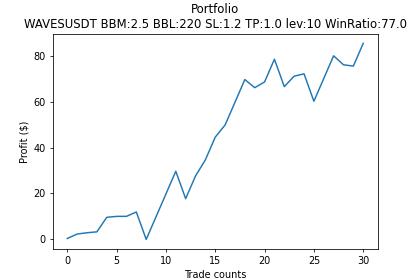 Portfolio
WAVESUSDT BBM:2.5 BBL:220 SL:1.2 TP:1.0 lev:10 WinRatio:77.0
80
60
40
20
0
Profit ($)
0 5 10 15 20 25 30
Trade counts